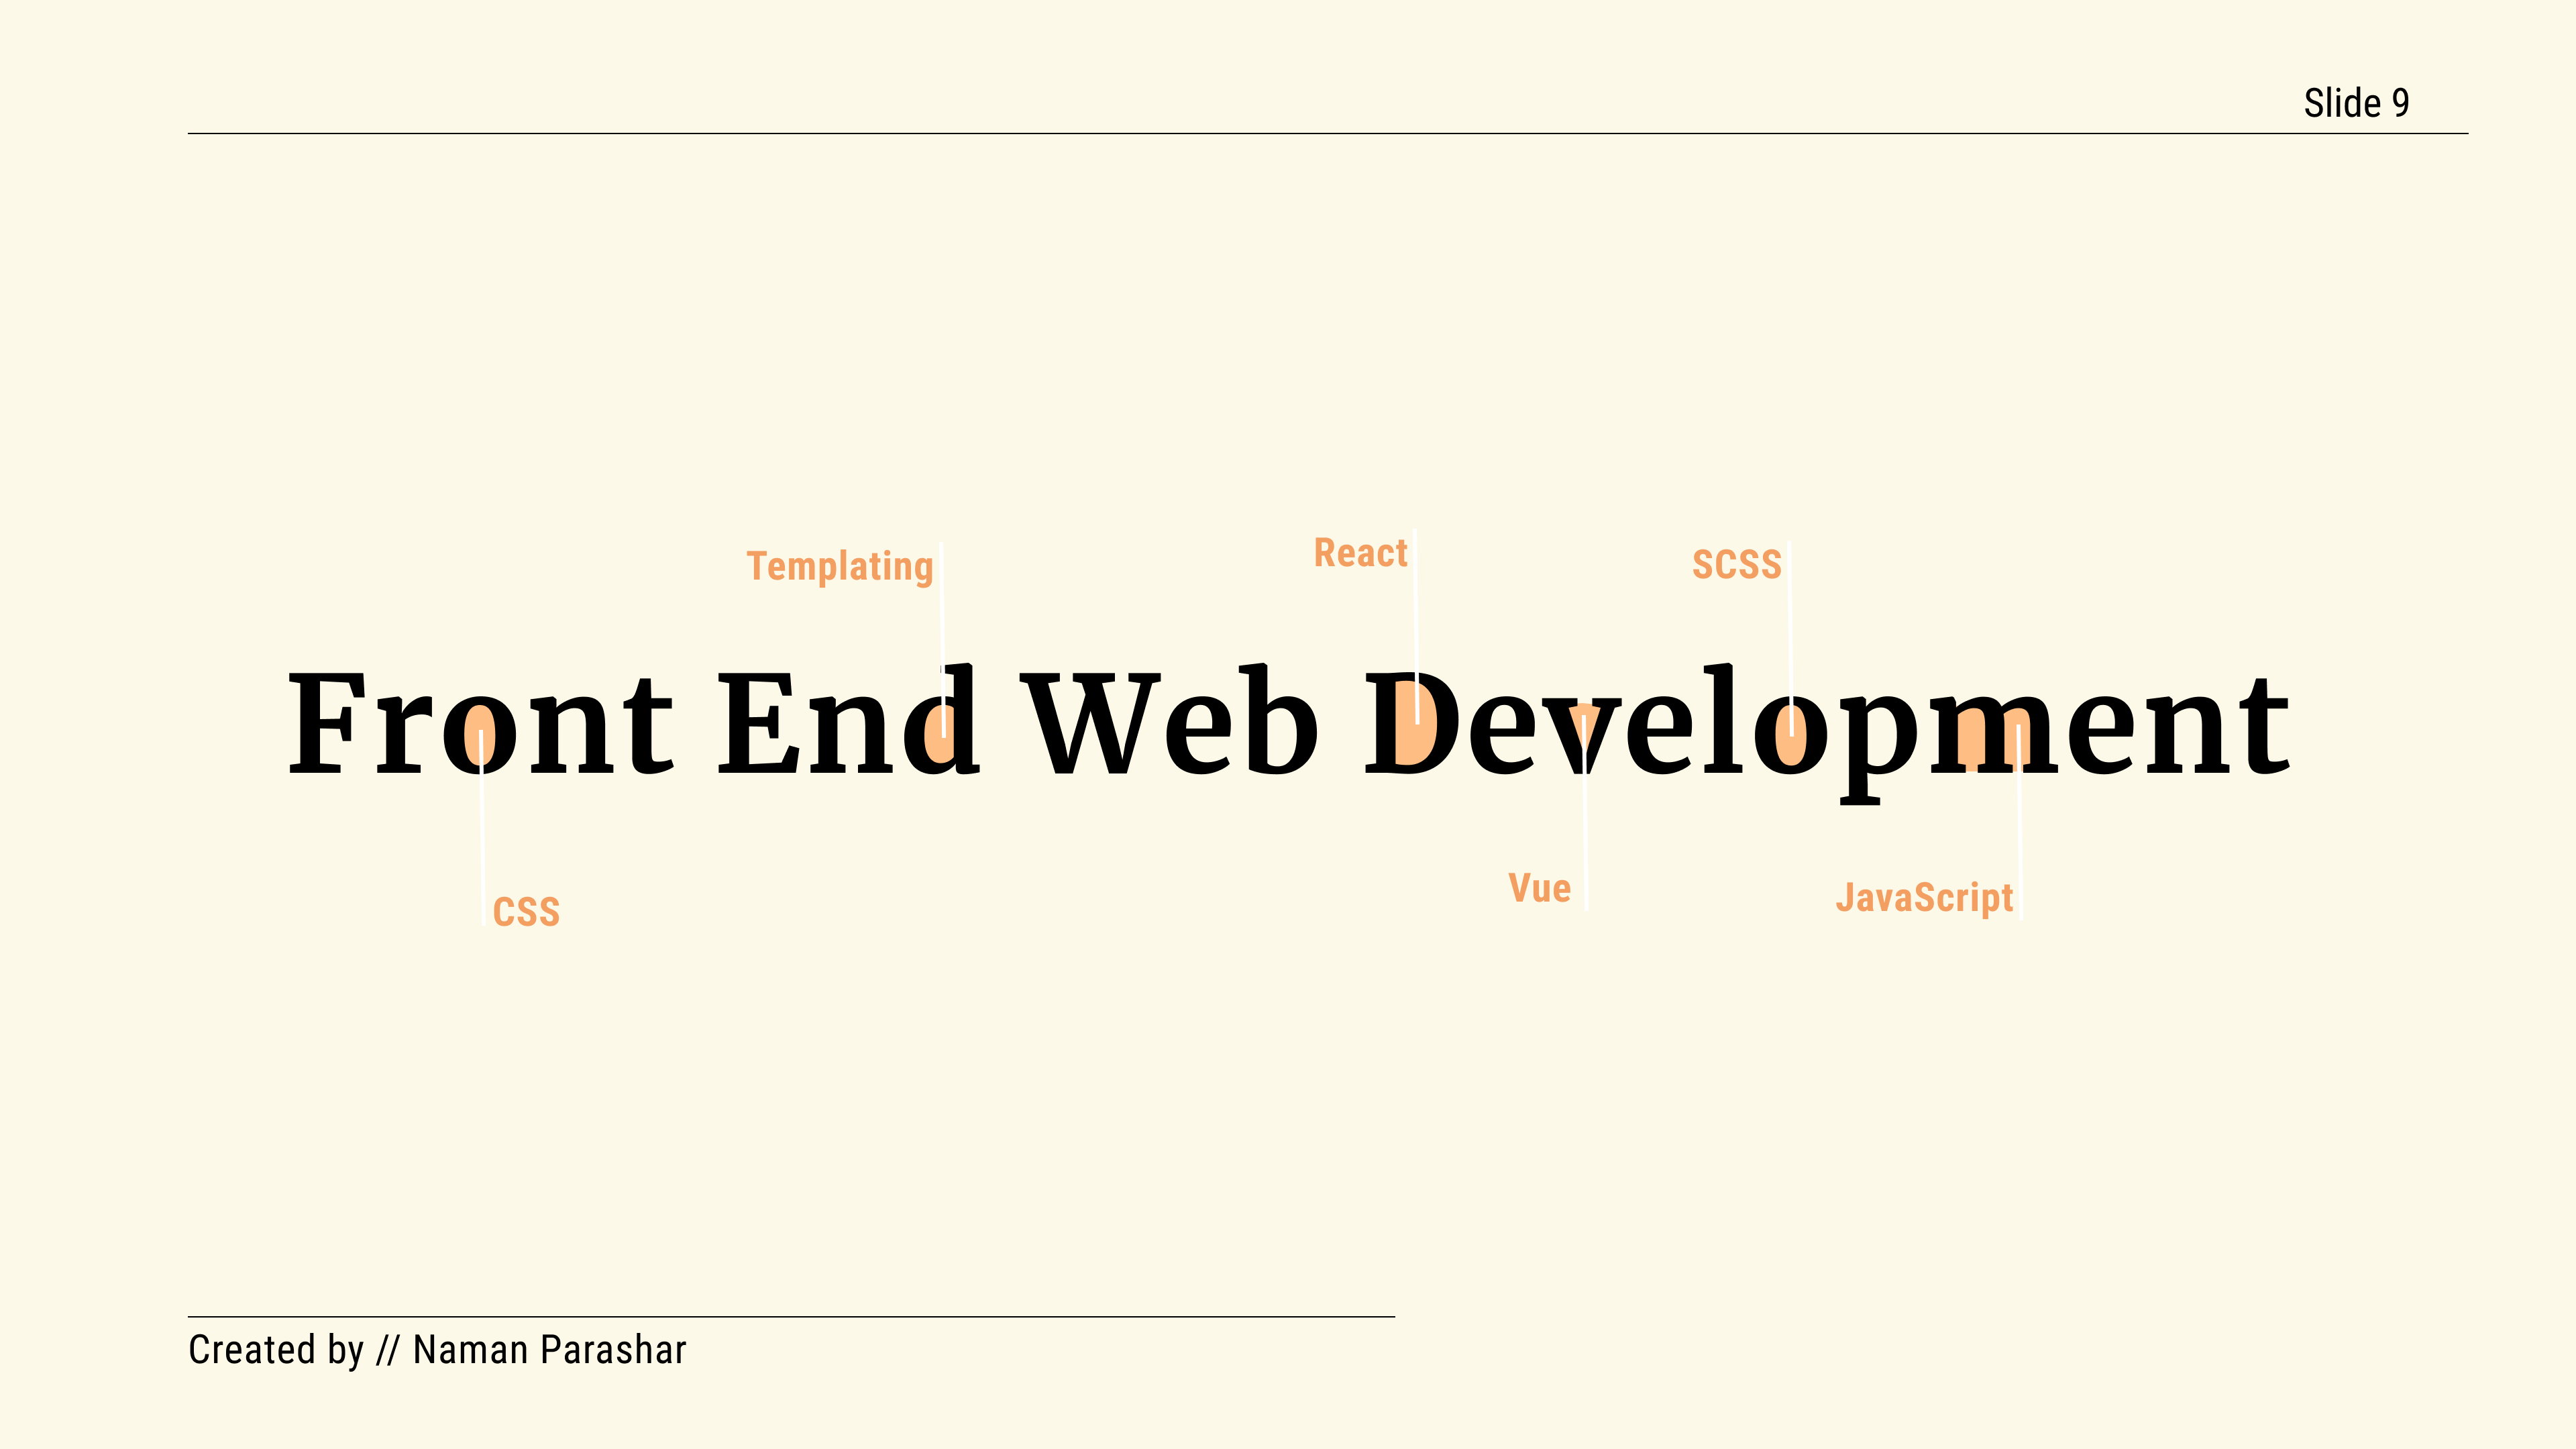 Slide 9
Templating
React
SCSS
Front End Web Development
CSS
Vue
JavaScript
Created by // Naman Parashar